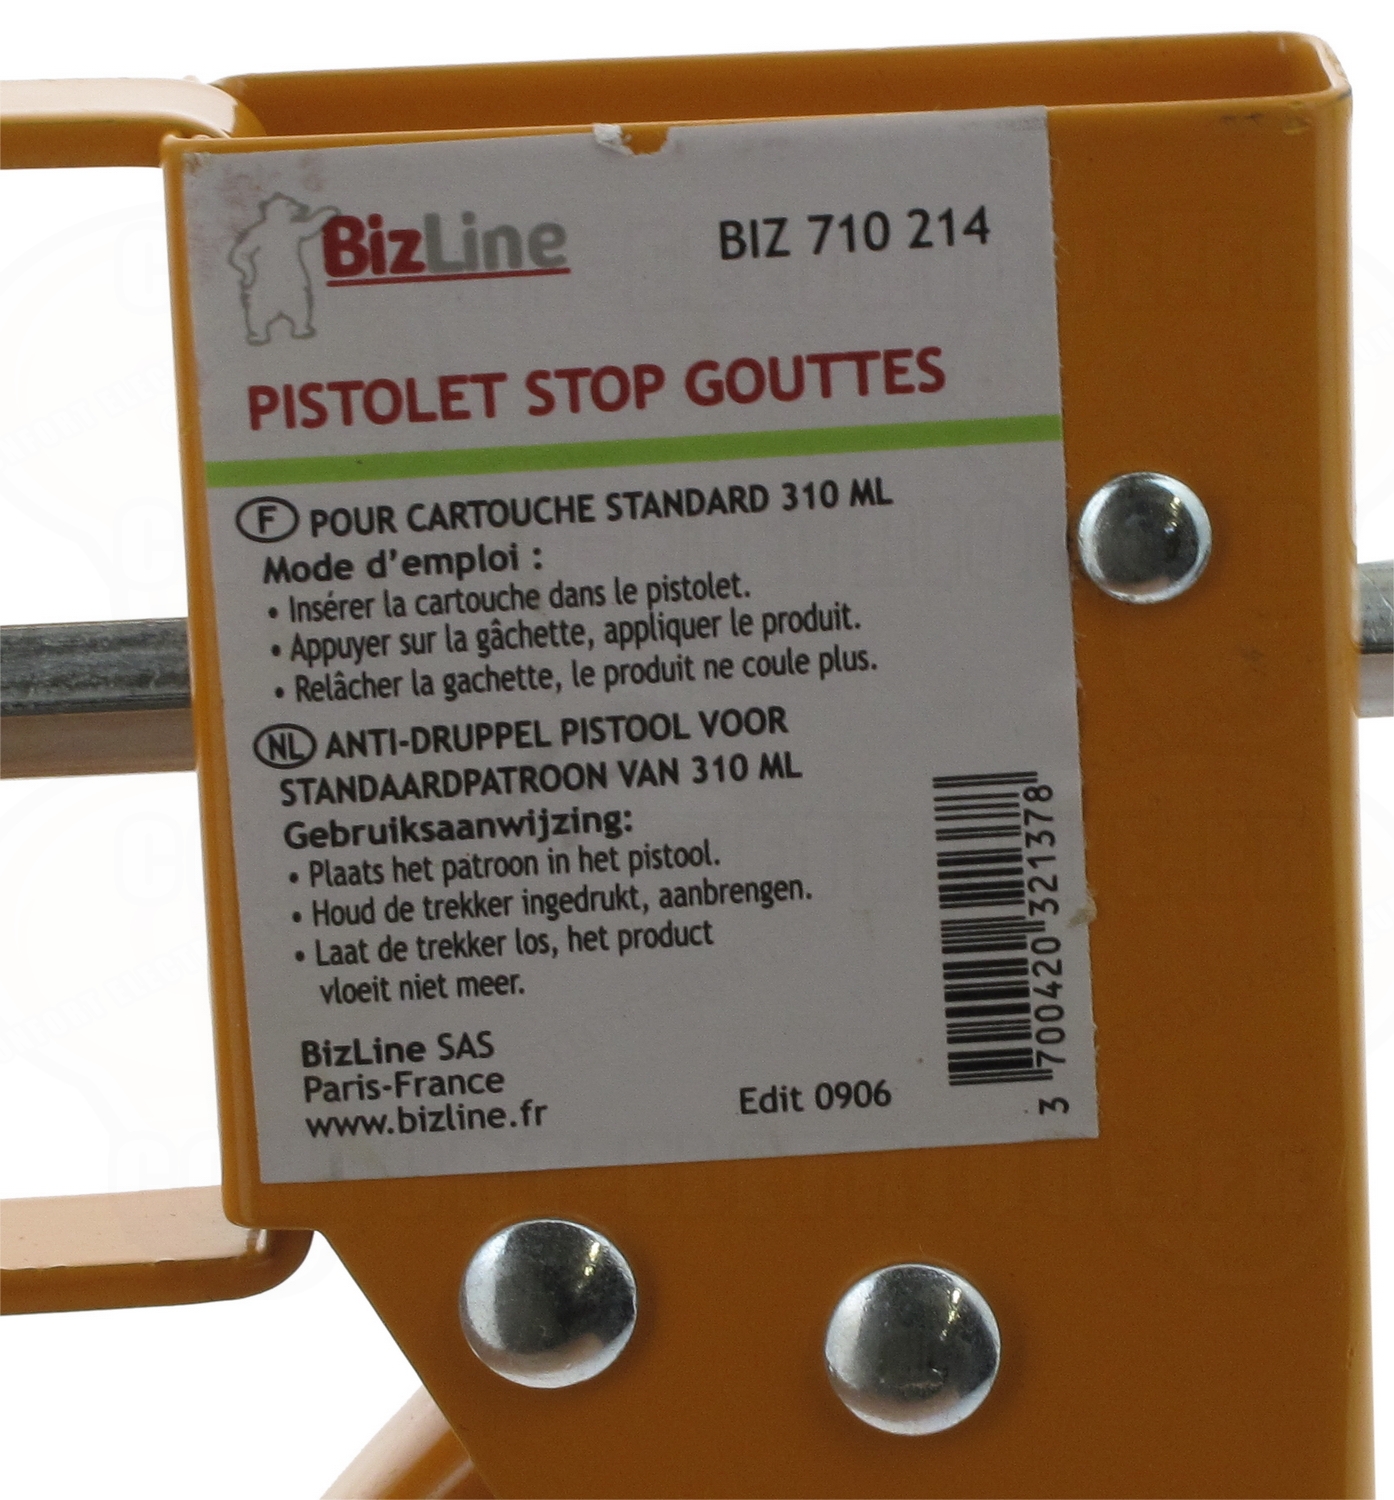 BizLine
BIZ 710 214
PISTOLET STOP GOUTTES
F POUR CARTOUCHE STANDARD 310 ML
Mode d'emploi :
• Insérer la cartouche dans le pistolet.
• Appuyer sur la gâchette, appliquer le produit.
• Relâcher la gachette, le produit ne coule plus.
NL ANTI-DRUPPEL PISTOOL VOOR
STANDAARDPATROON VAN 310 ML
Gebruiksaanwijzing:
• Plaats het patroon in het pistool.
• Houd de trekker ingedrukt, aanbrengen.
• Laat de trekker los, het product
vloeit niet meer.
BizLine SAS
Paris-France
www.bizline.fr
Edit 0906
3 700420 321378